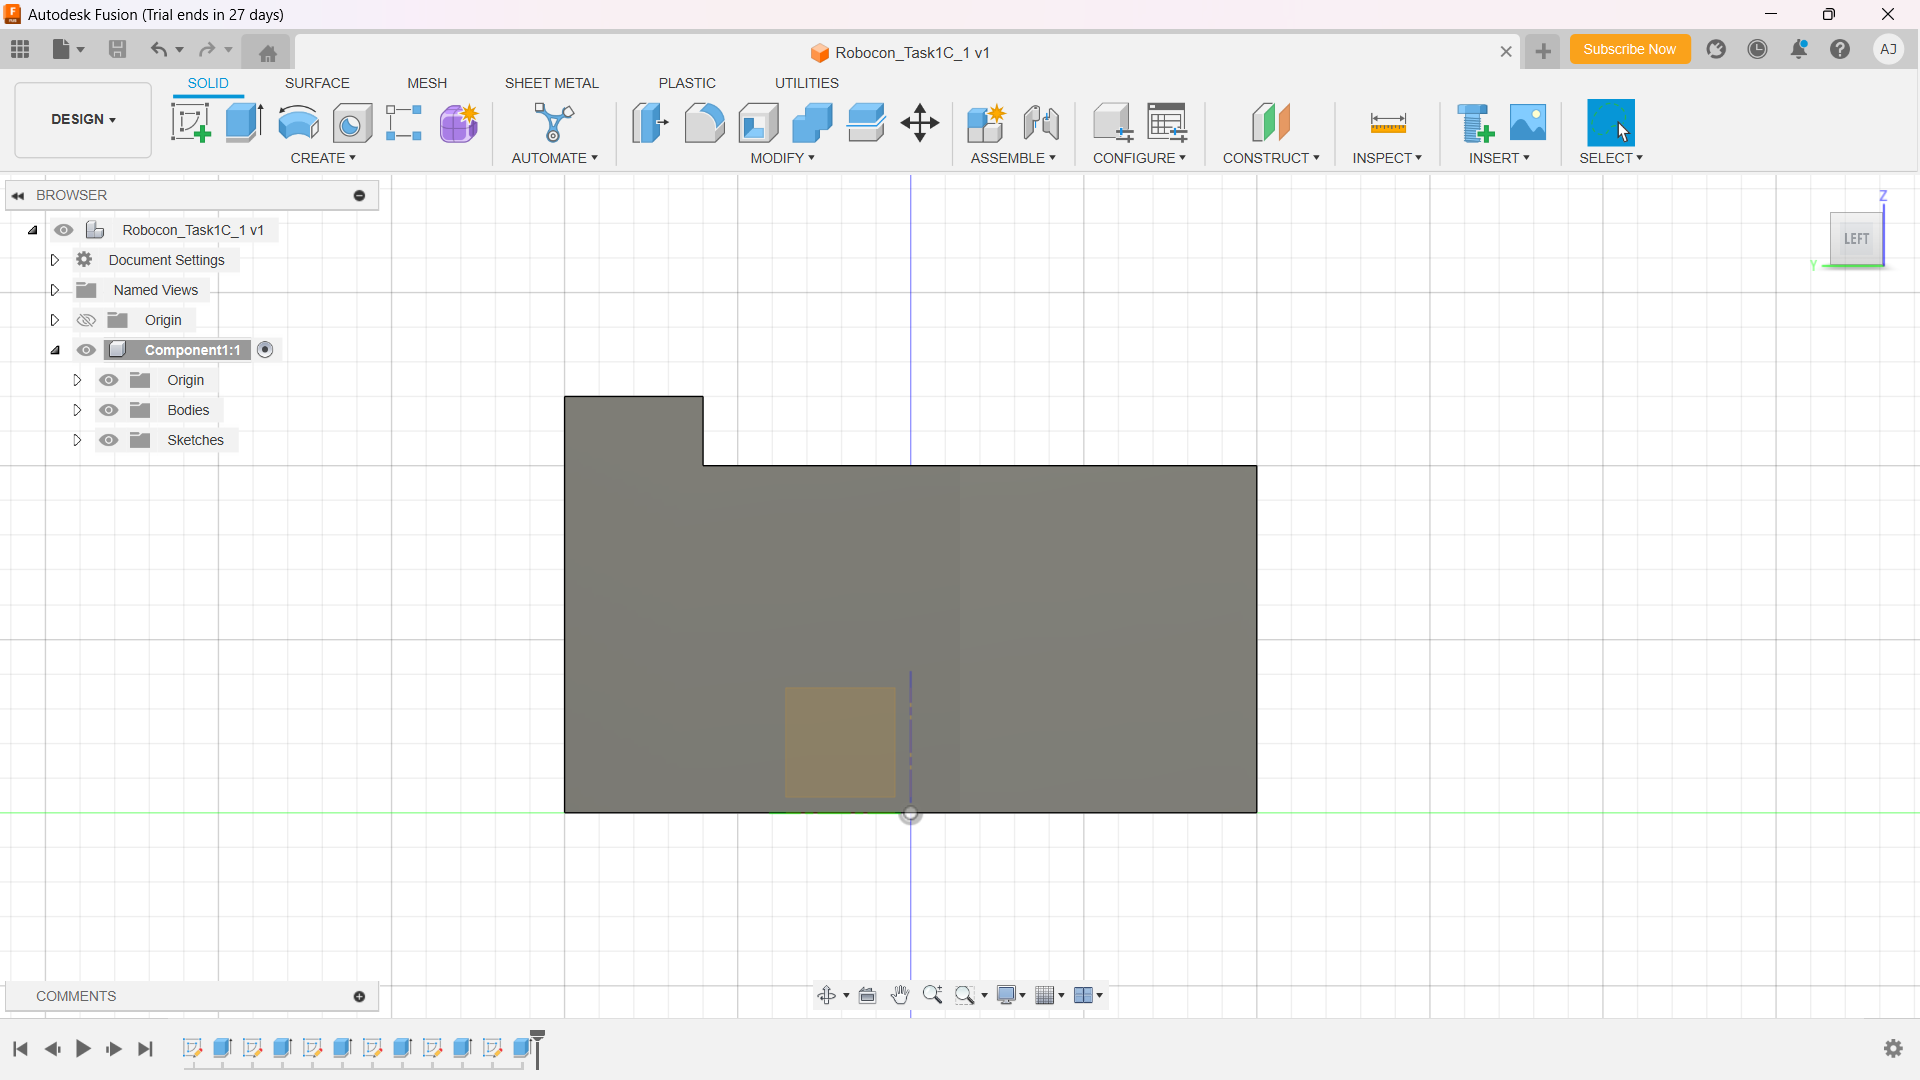 Autodesk Fusion (Trial ends in 27 days)
Robocon_Task1C_1 v1
Subscribe Now
AJ
SOLID SURFACE MESH SHEET METAL PLASTIC UTILITIES
DESIGN
CREATE AUTOMATE MODIFY ASSEMBLE CONFIGURE CONSTRUCT INSPECT INSERT SELECT
BROWSER
Robocon_Task1C_1 v1
Document Settings
Named Views
Origin
Component1:1
Origin
Bodies
Sketches
Z
LEFT
Y
COMMENTS